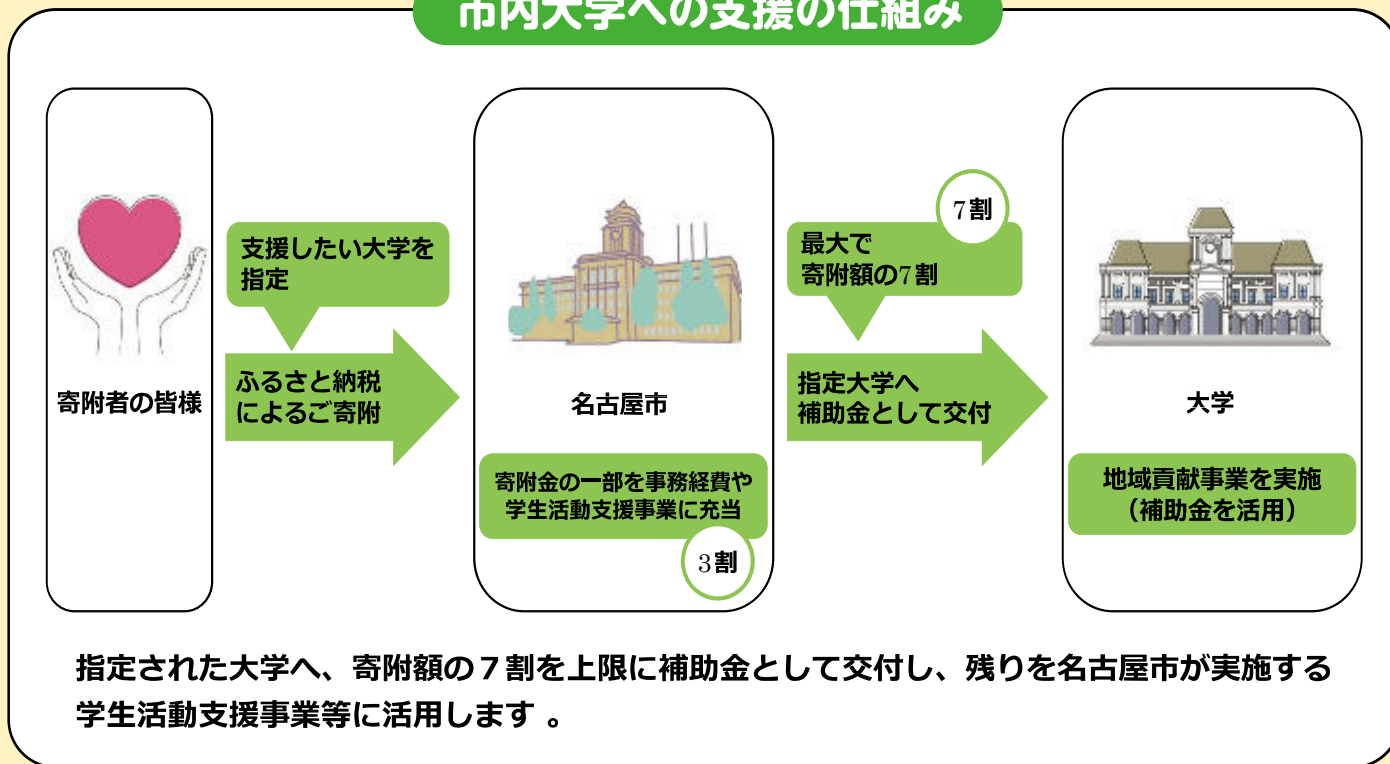 市内大学への支援の仕組み
支援したい大学を
指定
ふるさと納税
によるご寄附
寄附者の皆様
名古屋市
寄附金の一部を事務経費や
学生活動支援事業に充当
3割
7割
最大で
寄附額の7割
指定大学へ
補助金として交付
大学
地域貢献事業を実施
（補助金を活用）
指定された大学へ、寄附額の７割を上限に補助金として交付し、残りを名古屋市が実施する
学生活動支援事業等に活用します 。